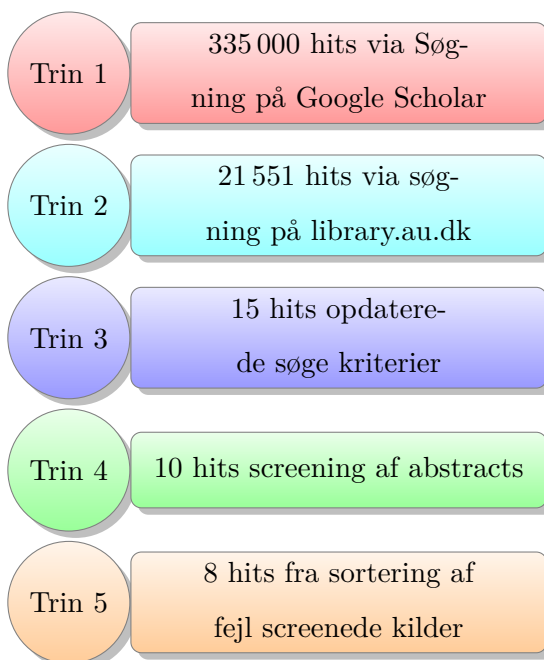 Trin 1
335 000 hits via Søg-
ning på Google Scholar
Trin 2
21 551 hits via søg-
ning på library.au.dk
Trin 3
15 hits opdatere-
de søge kriterier
Trin 4
10 hits screening af abstracts
Trin 5
8 hits fra sortering af
fejl screenede kilder